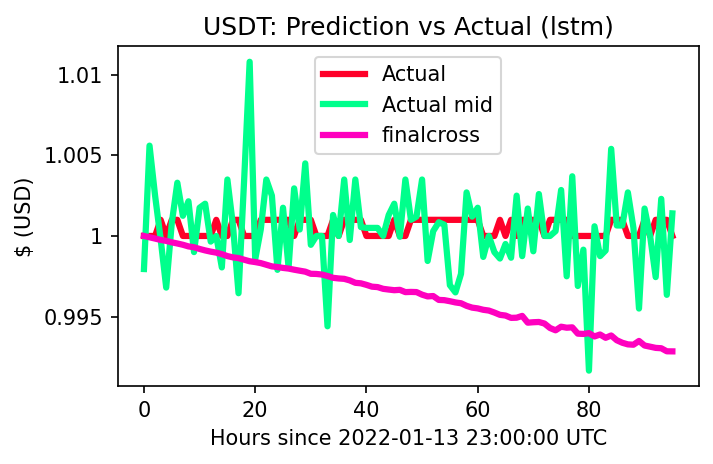 USDT: Prediction vs Actual (lstm)
1.01
1.005
1
0.995
$ (USD)
Actual
Actual mid
finalcross
0 20 40 60 80
Hours since 2022-01-13 23:00:00 UTC